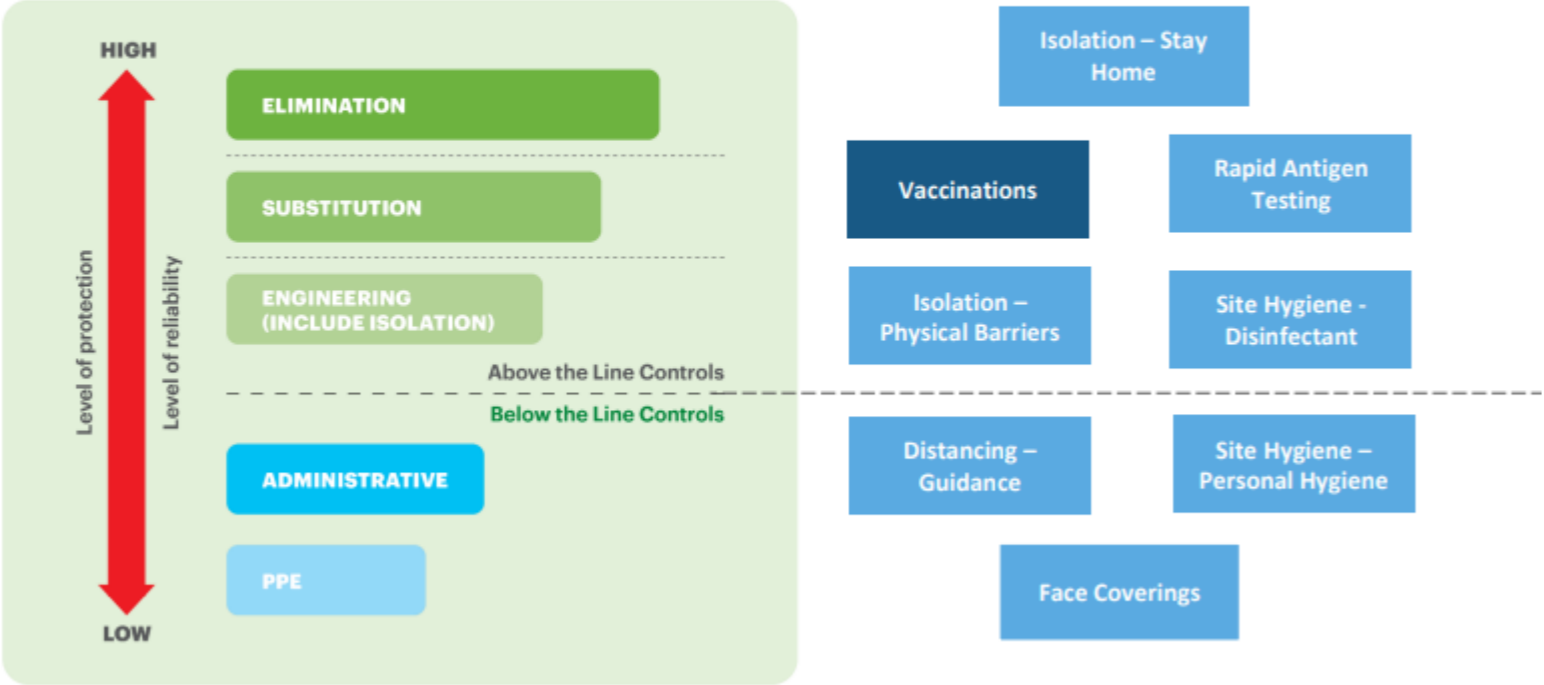 HIGH
ELIMINATION
SUBSTITUTION
ENGINEERING
(INCLUDE ISOLATION)
Above the Line Controls
Below the Line Controls
ADMINISTRATIVE
PPE
LOW
Level of protection
Level of reliability
Isolation – Stay
Home
Vaccinations
Rapid Antigen
Testing
Isolation –
Physical Barriers
Site Hygiene -
Disinfectant
Distancing –
Guidance
Site Hygiene –
Personal Hygiene
Face Coverings